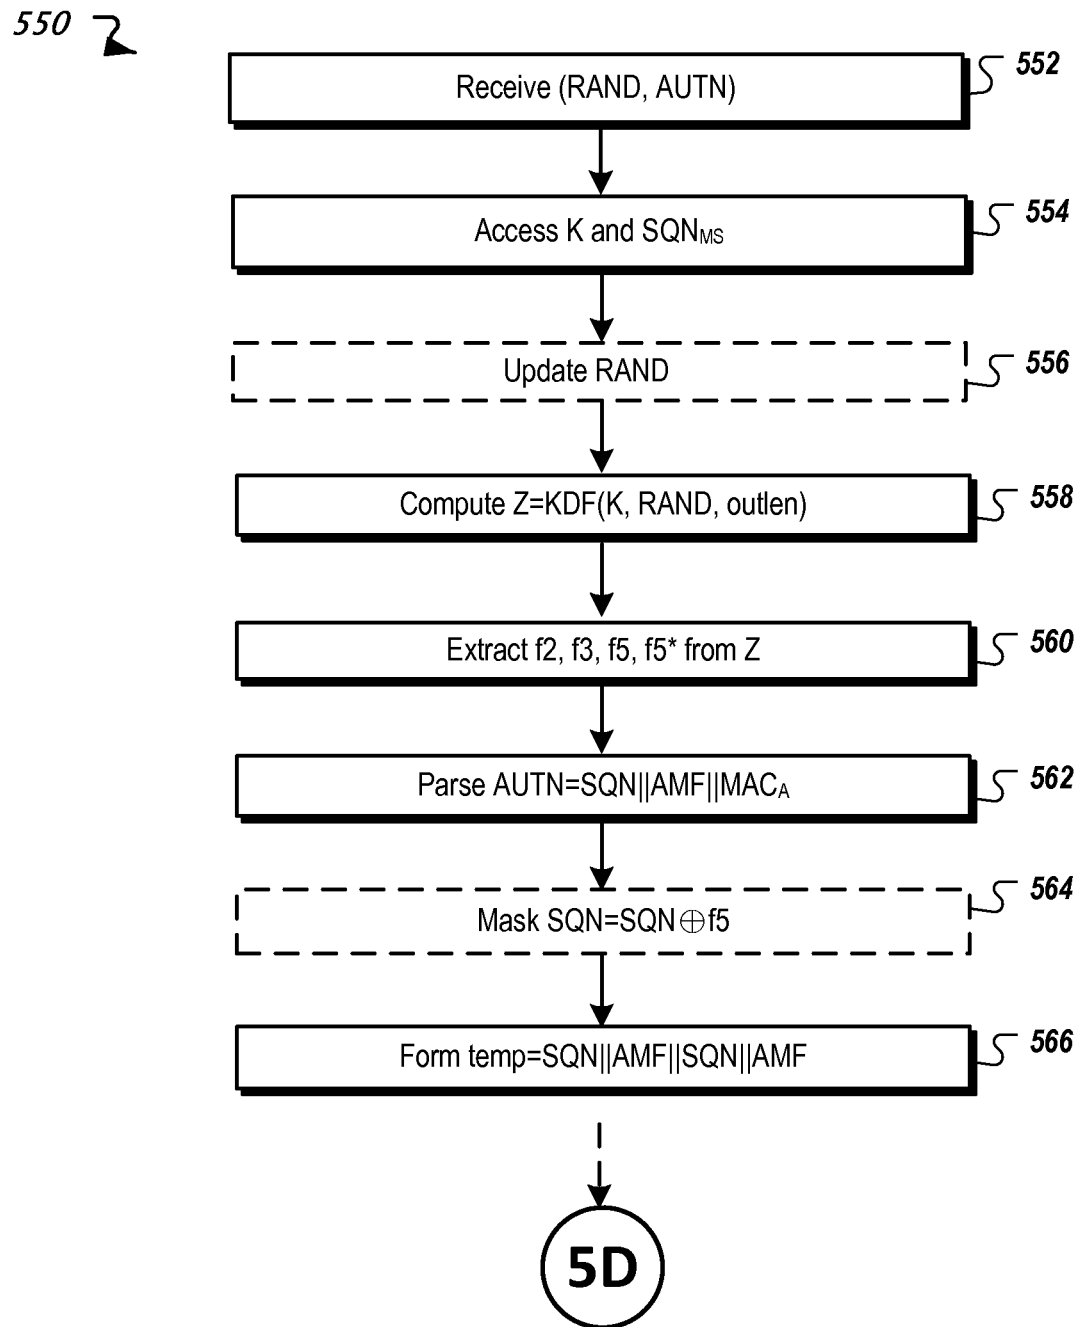 550
Receive (RAND, AUTN)
552
Access K and SQN_MS
554
Update RAND
556
Compute Z=KDF(K, RAND, outlen)
558
Extract f2, f3, f5, f5* from Z
560
Parse AUTN=SQN||AMF||MAC_A
562
Mask SQN=SQN⊕f5
564
Form temp=SQN||AMF||SQN||AMF
566
5D